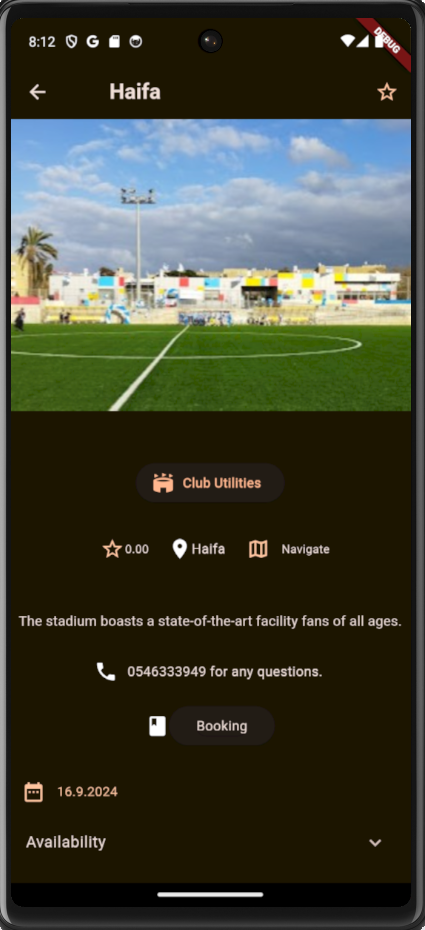 8:12
G
DEBUG
Haifa
Club Utilities
0.00
Haifa
Navigate
The stadium boasts a state-of-the-art facility fans of all ages.
0546333949 for any questions.
Booking
16.9.2024
Availability